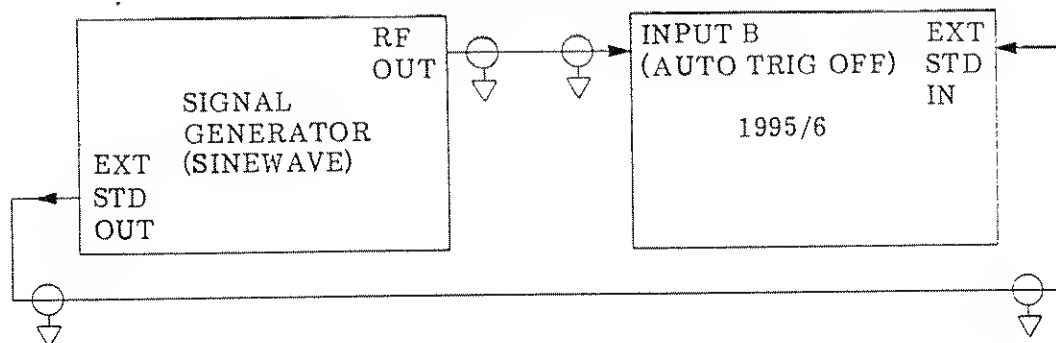 RF
OUT
SIGNAL
GENERATOR
(SINEWAVE)
EXT
STD
OUT
INPUT B
(AUTO TRIG OFF)
EXT
STD
IN
1995/6